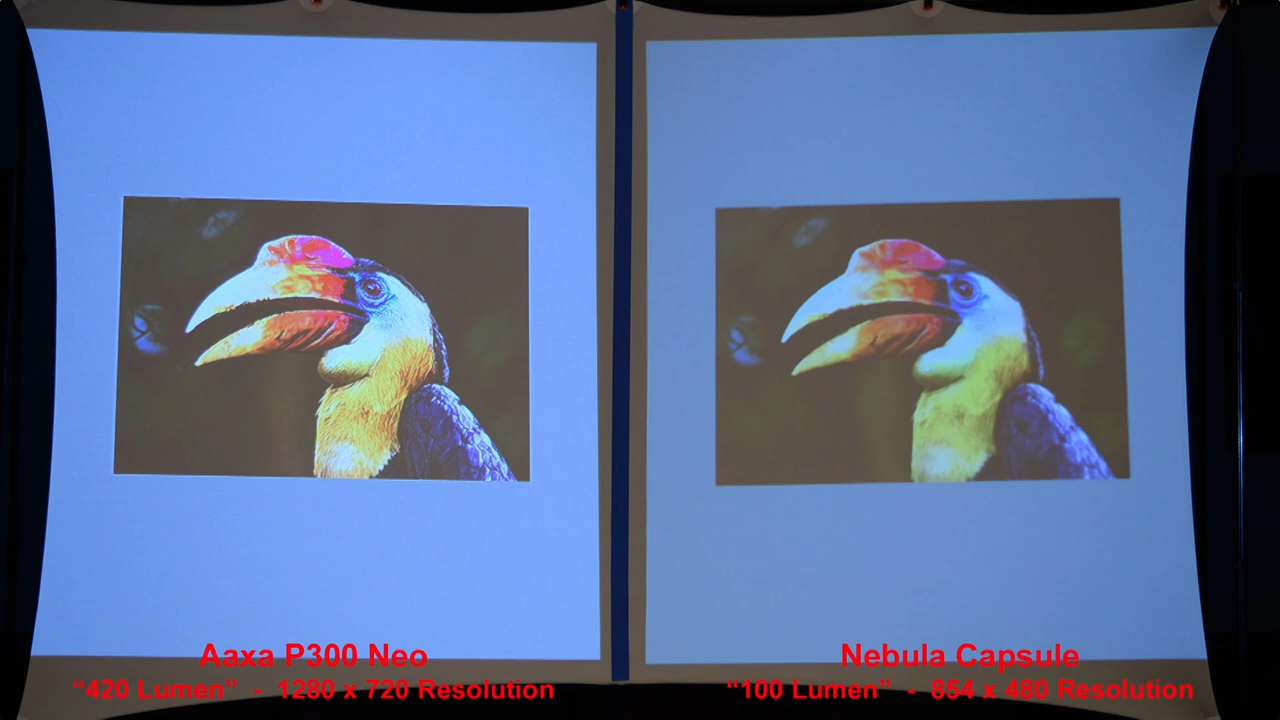 Aaxa P300 Neo
“420 Lumen” - 1280 x 720 Resolution
Nebula Capsule
“100 Lumen” - 854 x 480 Resolution